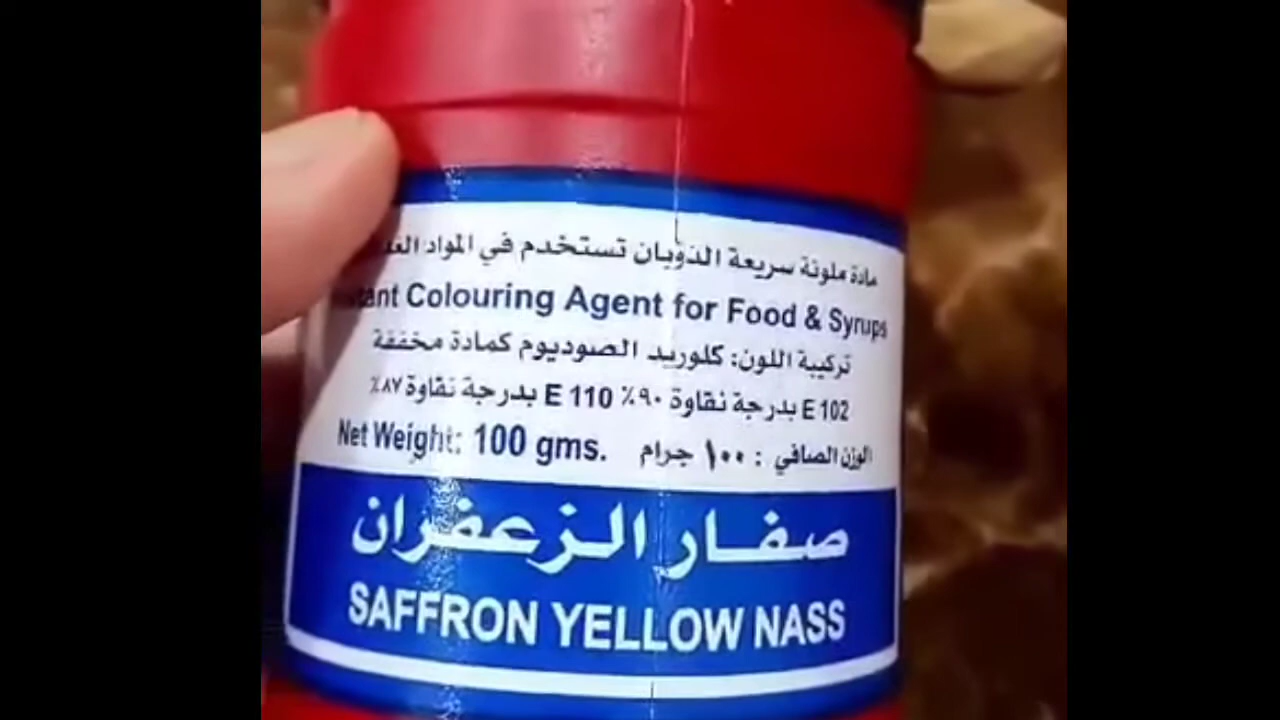 مادة ملونة سريعة الذوبان تستخدم في المواد
Colouring Agent for Food & Syrups
تركيبة اللون: كلوريد الصوديوم كمادة مخففة
E 102 بدرجة نقاوة ٩٠٪ E 110 بدرجة نقاوة ٨٧٪
Net Weight: 100 gms. الوزن الصافي : ١٠٠ جرام
صفار الزعفران
SAFFRON YELLOW NASS